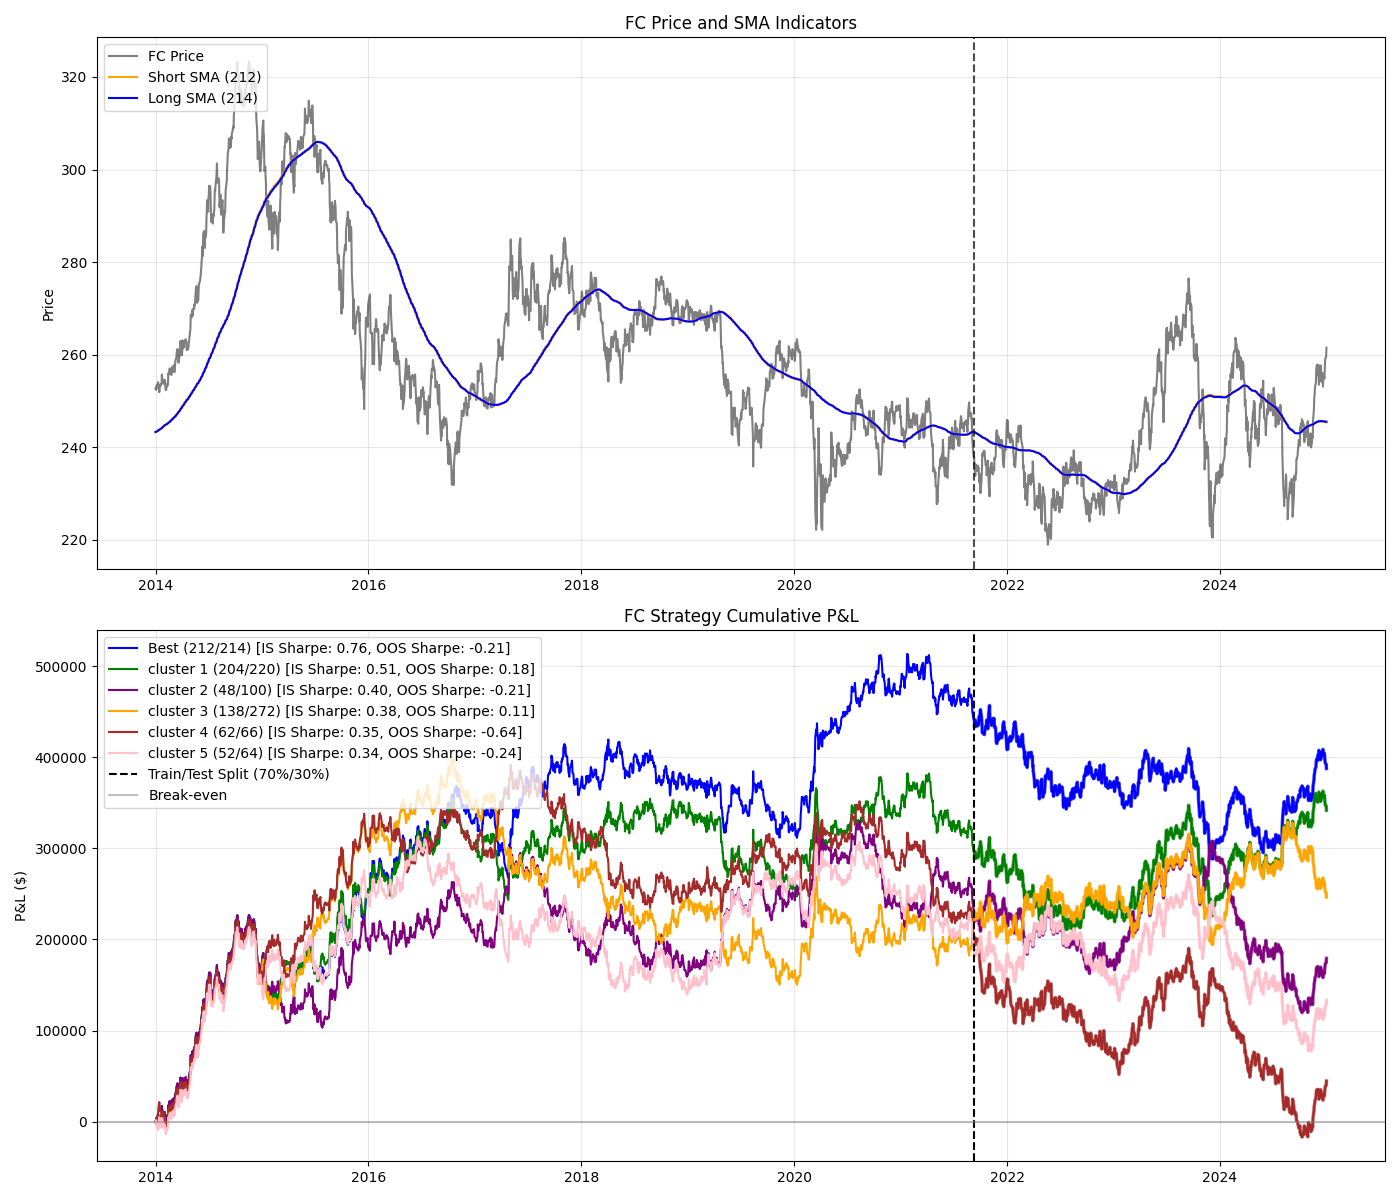 FC Price and SMA Indicators
FC Price
Short SMA (212)
Long SMA (214)
Price
320
300
280
260
240
220
2014 2016 2018 2020 2022 2024
FC Strategy Cumulative P&L
Best (212/214) [IS Sharpe: 0.76, OOS Sharpe: -0.21]
cluster 1 (204/220) [IS Sharpe: 0.51, OOS Sharpe: 0.18]
cluster 2 (48/100) [IS Sharpe: 0.40, OOS Sharpe: -0.21]
cluster 3 (138/272) [IS Sharpe: 0.38, OOS Sharpe: 0.11]
cluster 4 (62/66) [IS Sharpe: 0.35, OOS Sharpe: -0.64]
cluster 5 (52/64) [IS Sharpe: 0.34, OOS Sharpe: -0.24]
Train/Test Split (70%/30%)
Break-even
P&L ($)
500000
400000
300000
200000
100000
0
2014 2016 2018 2020 2022 2024